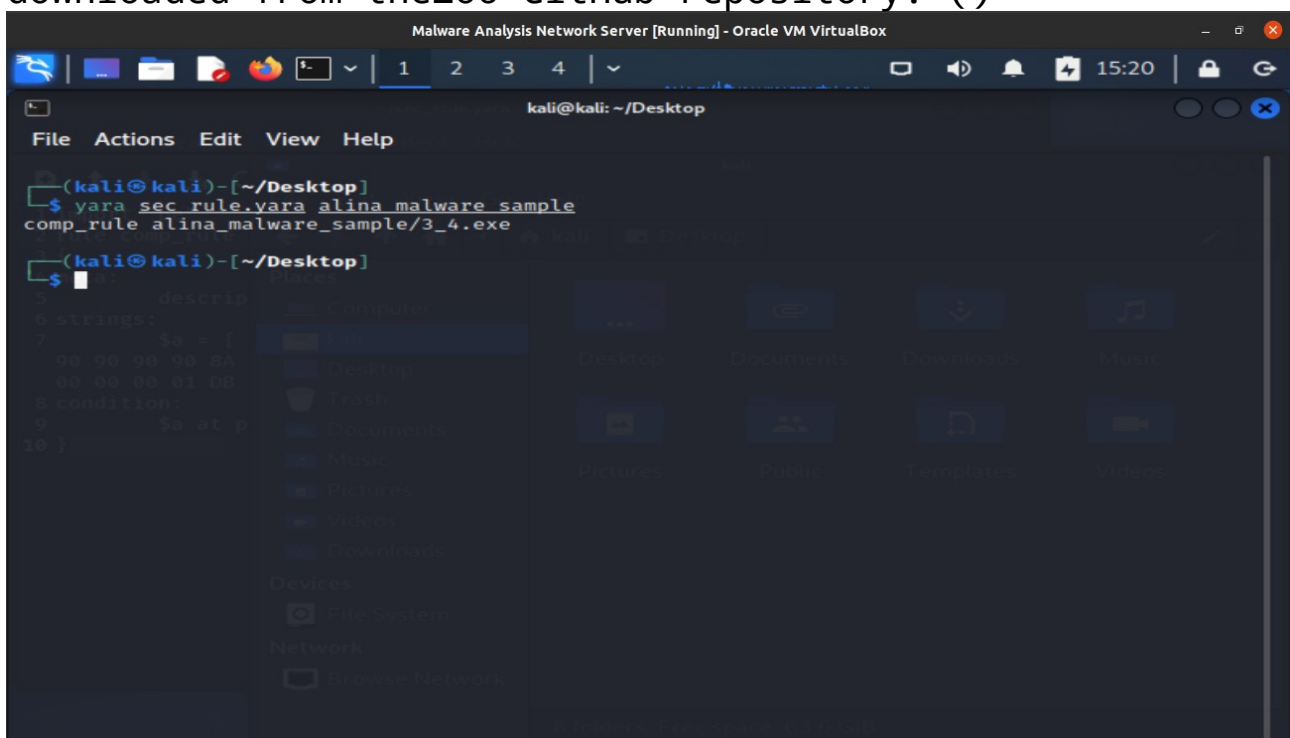 downloaded from theZoo GitHub repository. ()
Malware Analysis Network Server [Running] - Oracle VM VirtualBox
1 2 3 4 15:20
kali@kali: ~/Desktop
File Actions Edit View Help
(kali㉿kali)-[~/Desktop]
$ yara sec_rule.yara alina_malware_sample
comp_rule alina_malware_sample/3_4.exe
(kali㉿kali)-[~/Desktop]
$
Places
5 descrip
Computer
6 strings:
7 $a = {
90 90 90 90 8A
Desktop Documents Downloads Music
Desktop
00 00 00 01 DB
8 condition:
Trash
9 $a at p
Documents
10 }
Music
Pictures Public Templates Videos
Pictures
Videos
Downloads
Devices
File System
Network
Browse Network